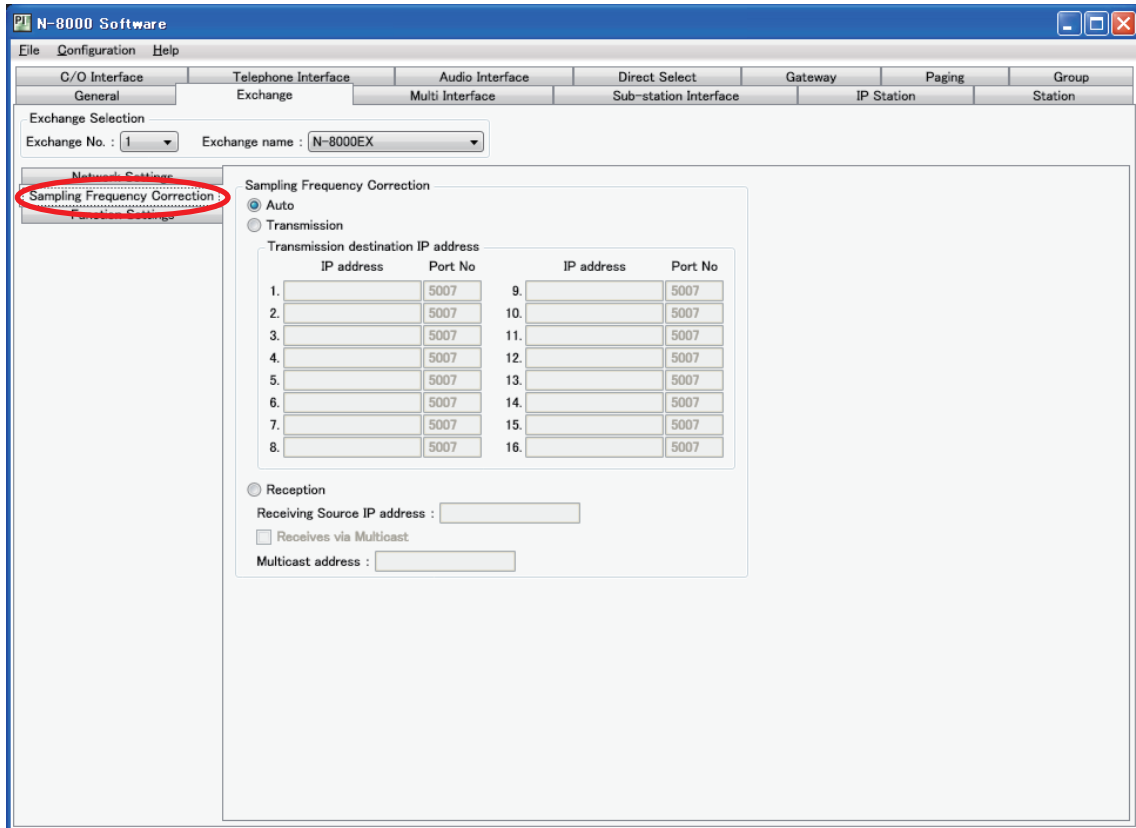 N-8000 Software
File Configuration Help
C/O Interface Telephone Interface Audio Interface Direct Select Gateway Paging Group
General Exchange Multi Interface Sub-station Interface IP Station Station
Exchange Selection
Exchange No. : 1 Exchange name : N-8000EX
Network Settings
Sampling Frequency Correction
Function Settings
Sampling Frequency Correction
Auto
Transmission
Transmission destination IP address
IP address Port No IP address Port No
1. 5007 9. 5007
2. 5007 10. 5007
3. 5007 11. 5007
4. 5007 12. 5007
5. 5007 13. 5007
6. 5007 14. 5007
7. 5007 15. 5007
8. 5007 16. 5007
Reception
Receiving Source IP address :
Receives via Multicast
Multicast address :